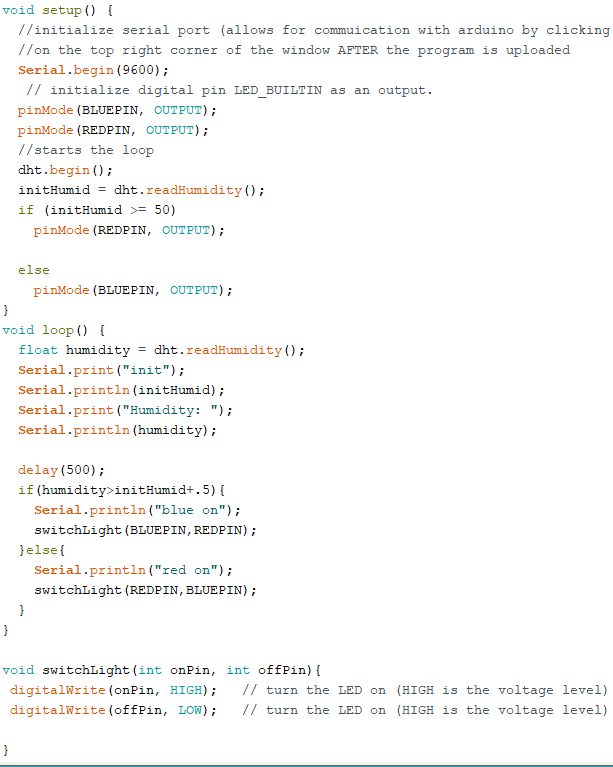 void setup() {
  //initialize serial port (allows for commuication with arduino by clicking
  //on the top right corner of the window AFTER the program is uploaded
  Serial.begin(9600);
   // initialize digital pin LED_BUILTIN as an output.
  pinMode(BLUEPIN, OUTPUT);
  pinMode(REDPIN, OUTPUT);
  //starts the loop
  dht.begin();
  initHumid = dht.readHumidity();
  if (initHumid >= 50)
    pinMode(REDPIN, OUTPUT);

  else
    pinMode(BLUEPIN, OUTPUT);
}
void loop() {
  float humidity = dht.readHumidity();
  Serial.print("init");
  Serial.println(initHumid);
  Serial.print("Humidity: ");
  Serial.println(humidity);

  delay(500);
  if(humidity>initHumid+.5){
    Serial.println("blue on");
    switchLight(BLUEPIN,REDPIN);
  }else{
    Serial.println("red on");
    switchLight(REDPIN,BLUEPIN);
  }
}

void switchLight(int onPin, int offPin){
 digitalWrite(onPin, HIGH);   // turn the LED on (HIGH is the voltage level)
 digitalWrite(offPin, LOW);   // turn the LED on (HIGH is the voltage level)

}